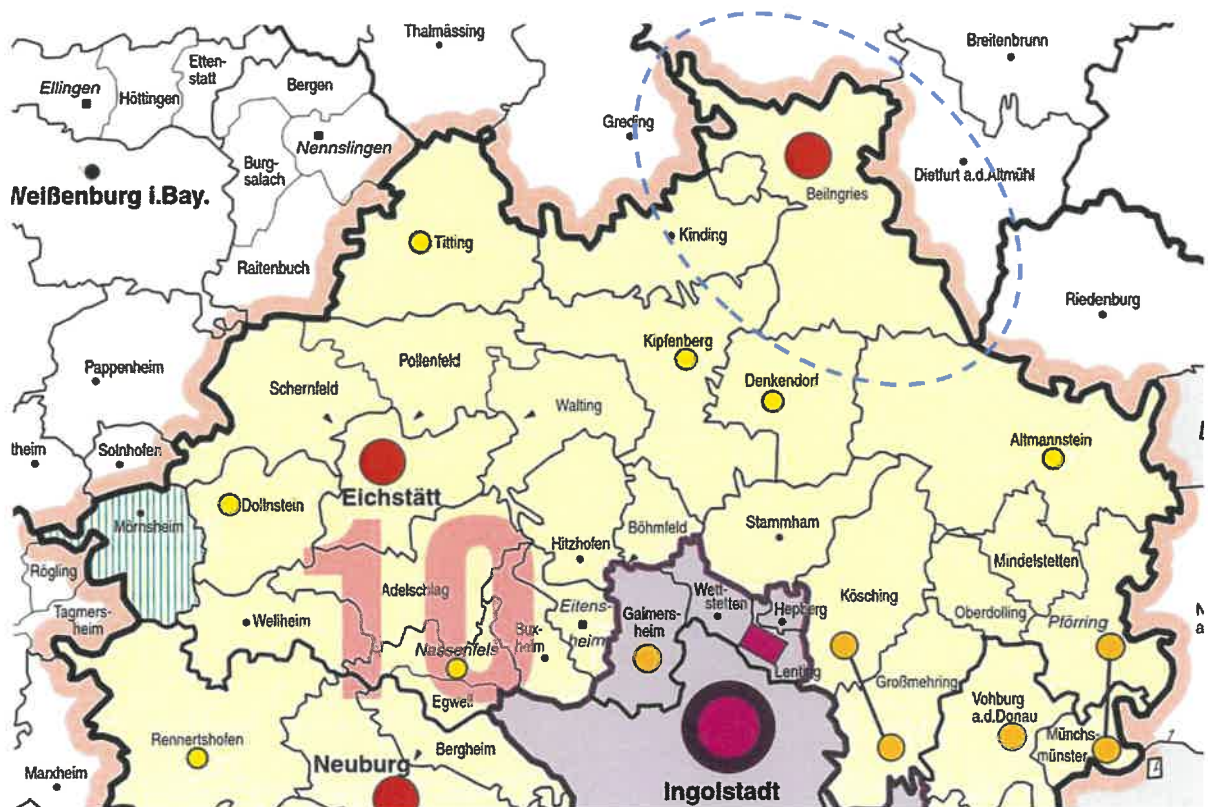 Thalmässing
Breitenbrunn
Etten-
statt
Ellingen
Höttingen
Bergen
Greding
Nennslingen
Burg-
salach
Dietfurt a.d.Altmühl
Beilngries
Weißenburg i.Bay.
Titting
Kinding
Raitenbuch
Riedenburg
Kipfenberg
Pollenfeld
Pappenheim
Schernfeld
Denkendorf
Walting
Altmannstein
theim
Solnhofen
Eichstätt
Dollnstein
Mörnsheim
Böhmfeld
Stammham
10
Hitzhofen
Mindelstetten
Rögling
Adelschlag
Wett-
stetten
Kösching
Tagmers-
heim
Eitens-
heim
Gaimers-
heim
Hepberg
Oberdolling
Pförring
Wellheim
Bux-
heim
Nassenfels
Lenting
Großmehring
Egweil
Vohburg
a.d.Donau
Rennertshofen
Bergheim
Münchs-
münster
Neuburg
Marxheim
Ingolstadt